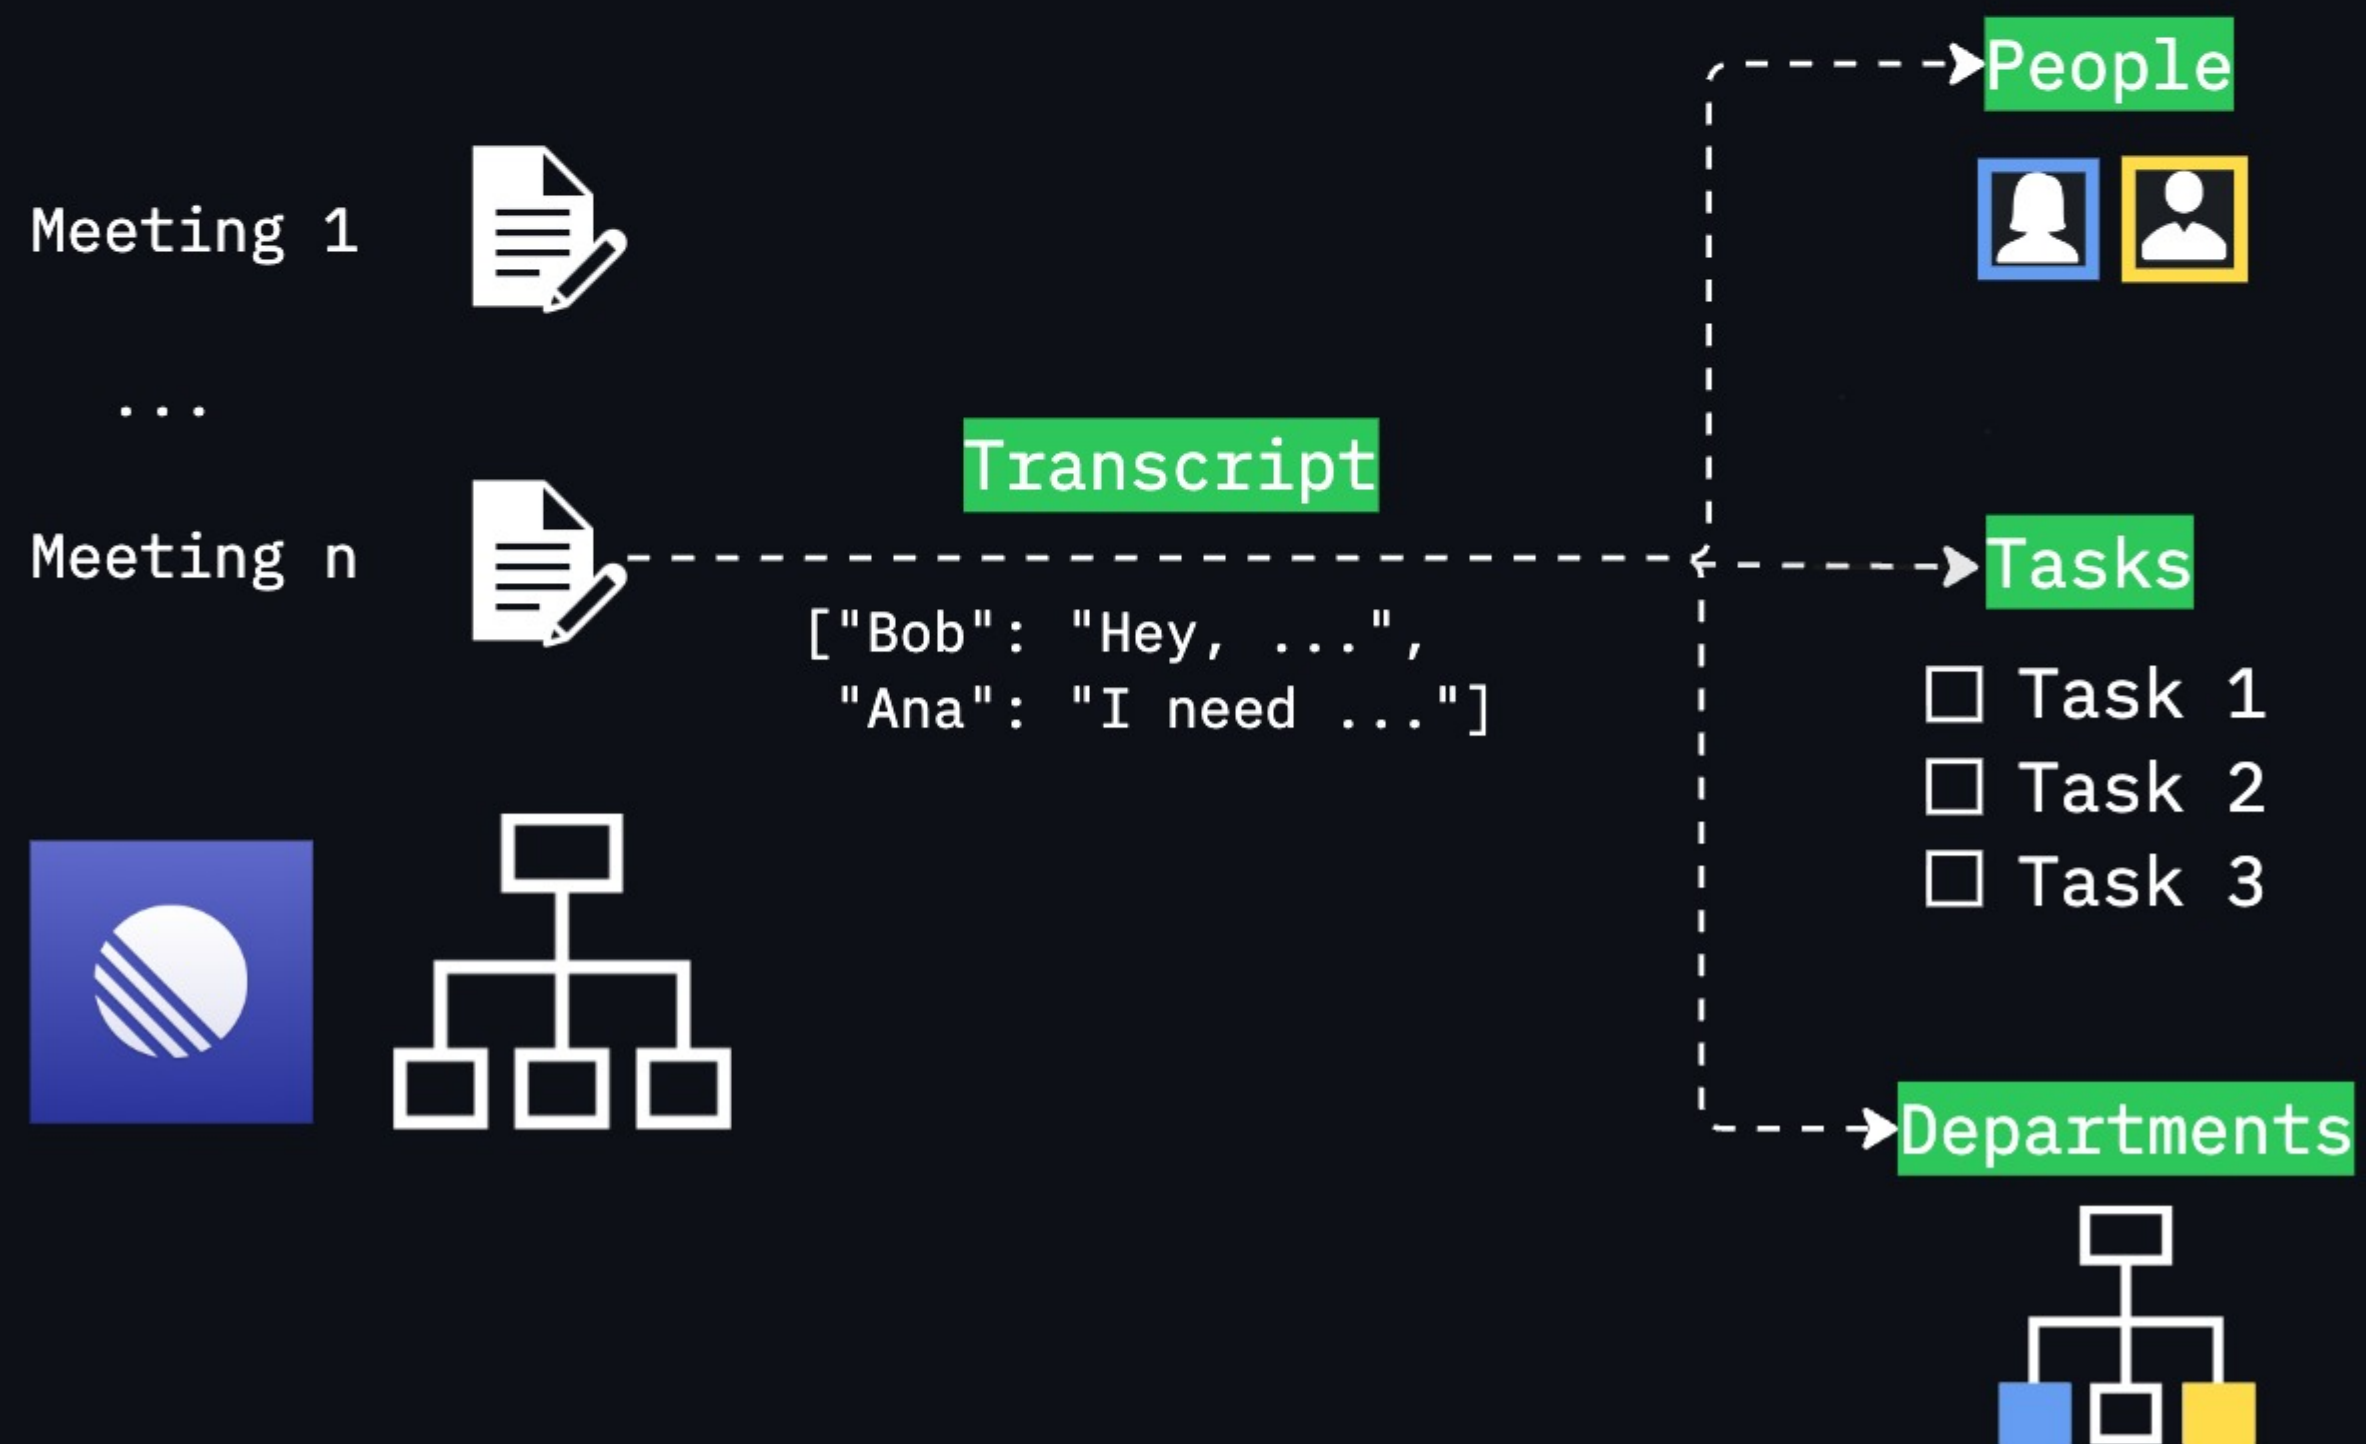 People
Meeting 1
...
Transcript
Meeting n
Tasks
["Bob": "Hey, ...",
"Ana": "I need ..."]
Task 1
Task 2
Task 3
Departments